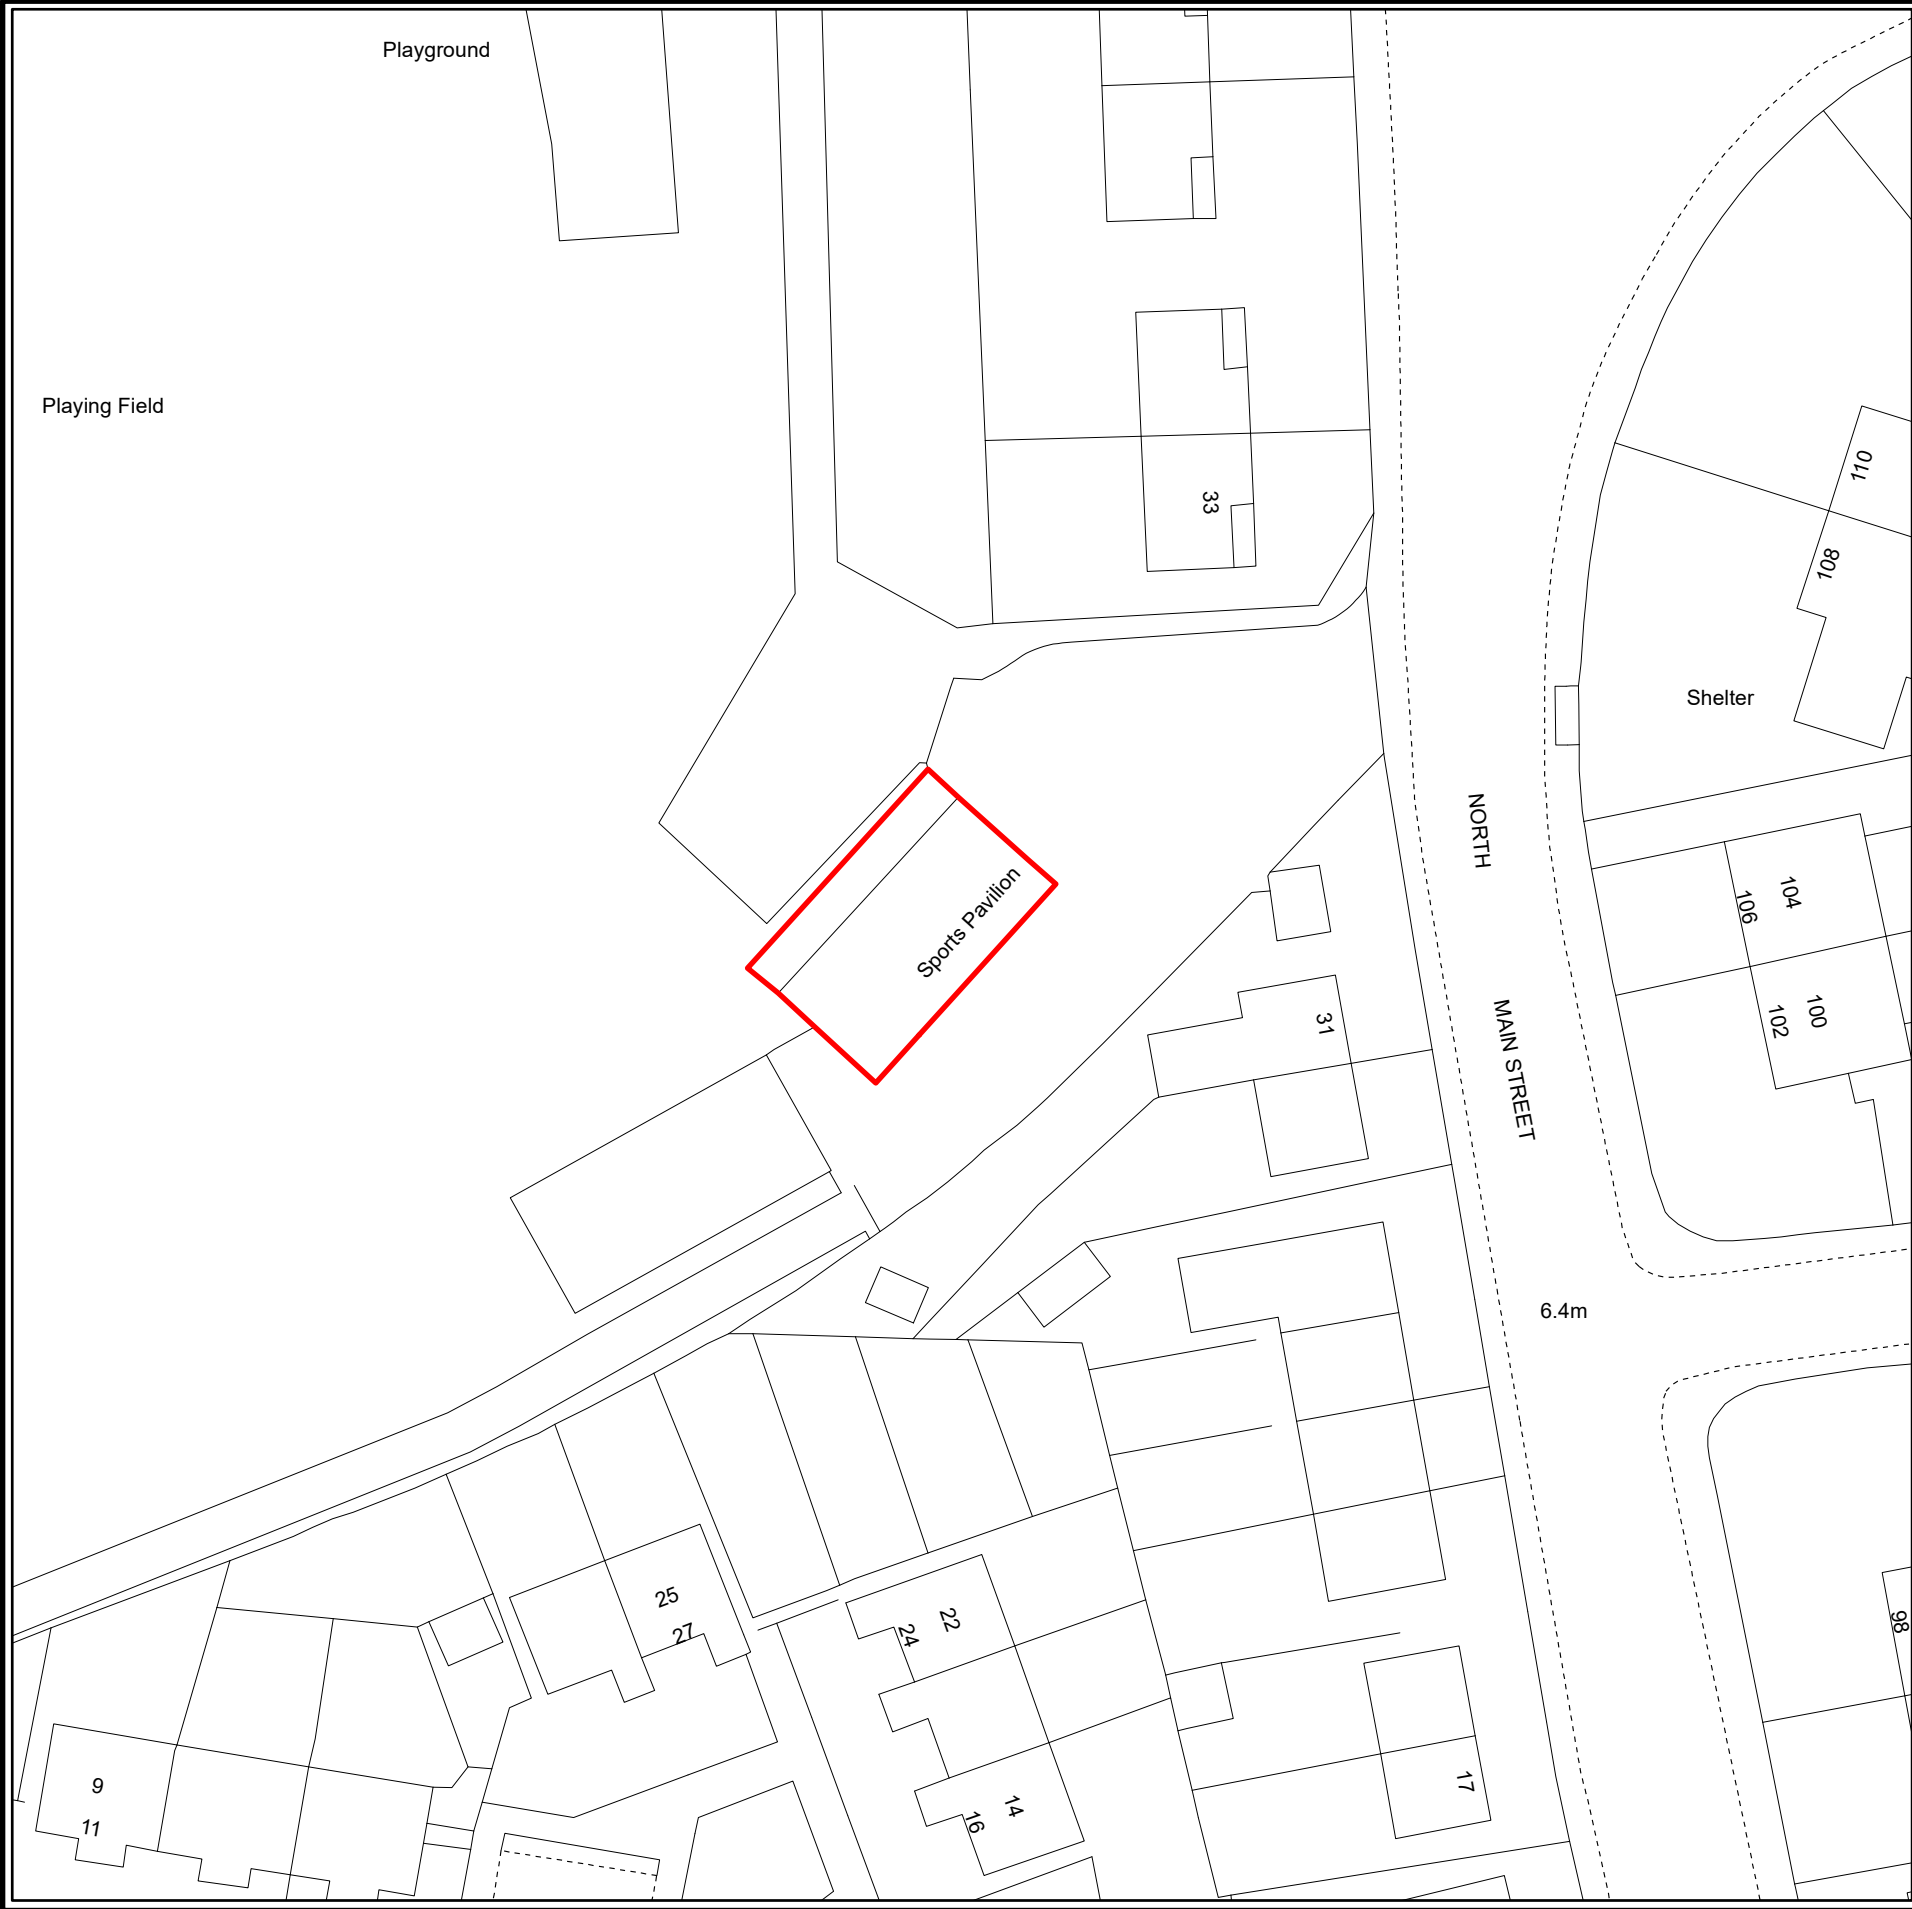 Playground
Playing Field
33
110
108
Shelter
NORTH
Sports Pavilion
104
106
100
102
31
MAIN STREET
6.4m
25
27
22
24
98
9
11
14
16
17